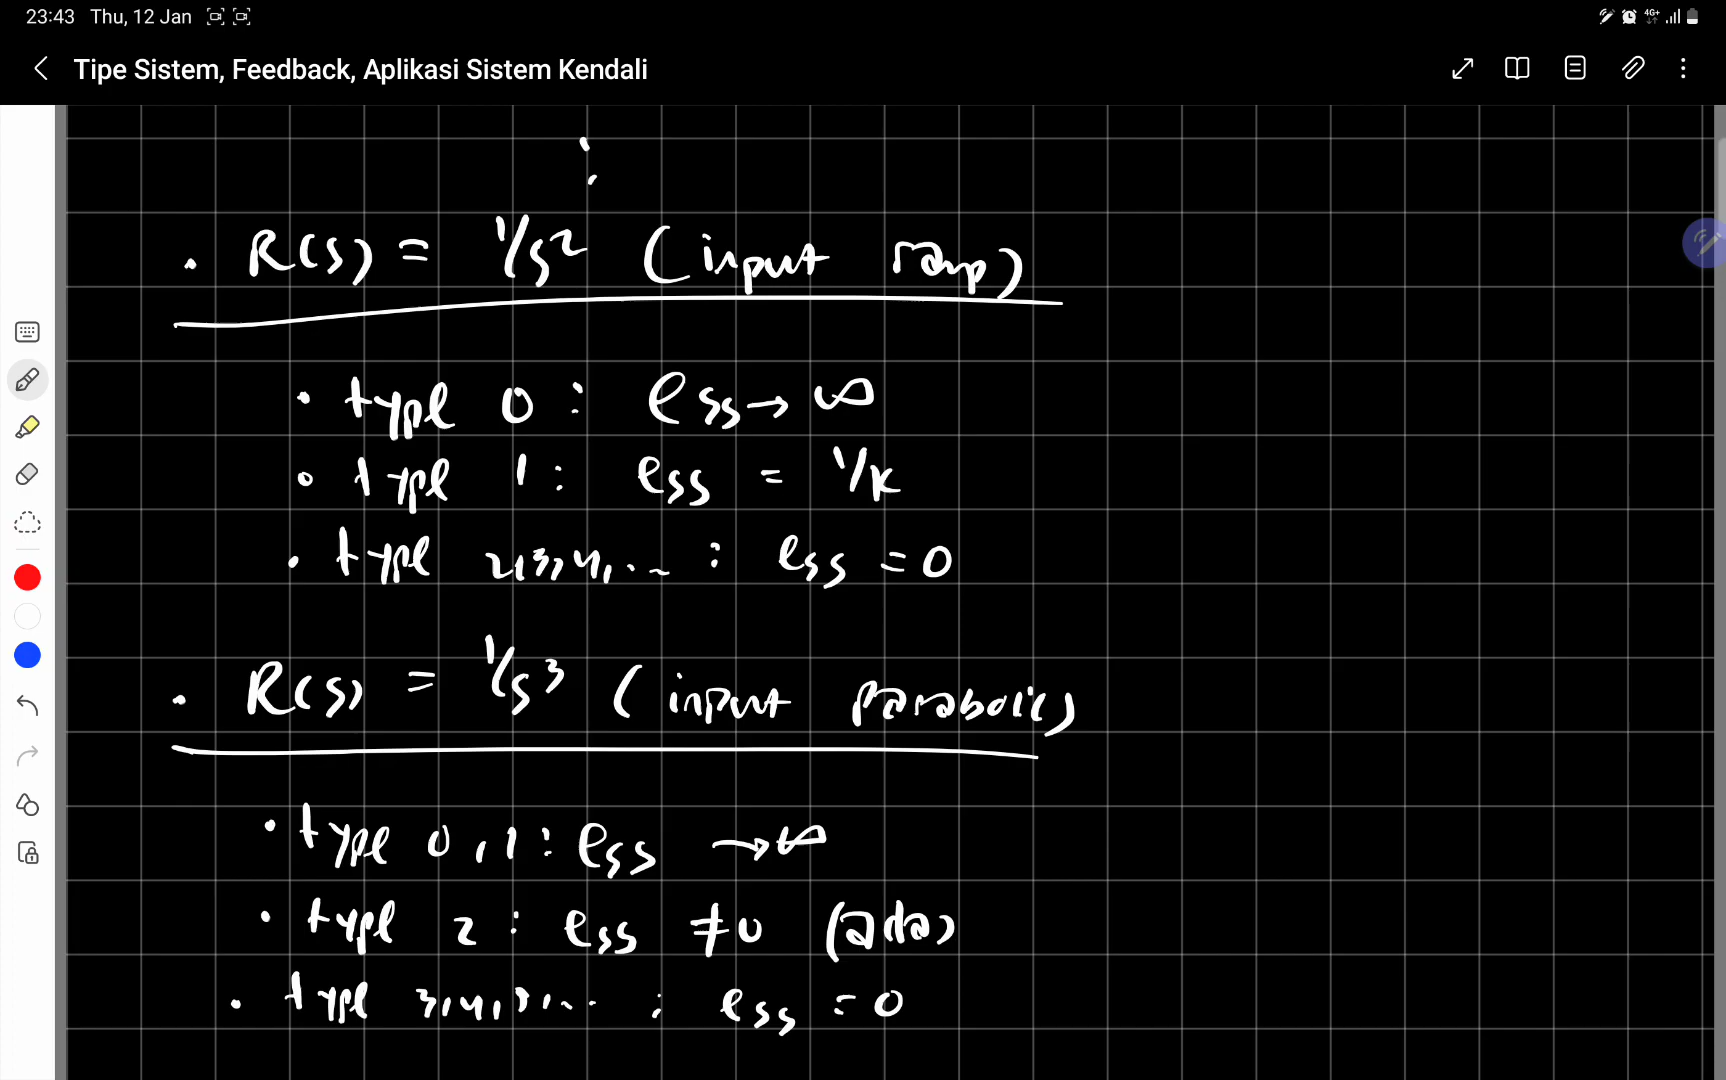 23:43 Thu, 12 Jan 4G+
Tipe Sistem, Feedback, Aplikasi Sistem Kendali
:
• R(s) = 1/s² (input ramp)
• type 0 : ess → ∞
• type 1 : ess = 1/K
• type 2,3,4,... : ess = 0
• R(s) = 1/s³ (input parabolic)
• type 0,1 : ess → ∞
• type 2 : ess ≠ 0 (ada)
• type 3,4,5,... : ess = 0